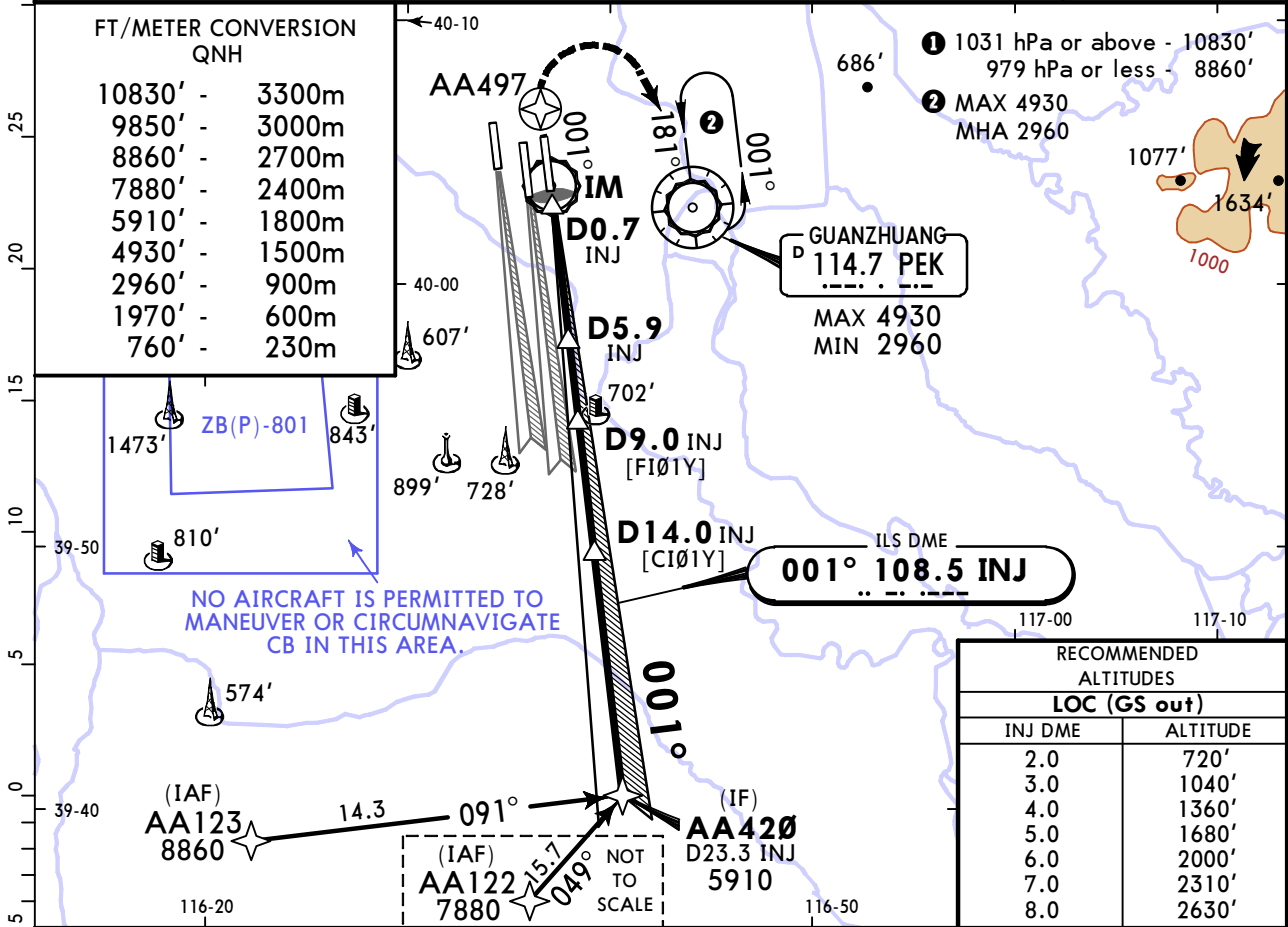 FT/METER CONVERSION
QNH
10830' - 3300m
9850' - 3000m
8860' - 2700m
7880' - 2400m
5910' - 1800m
4930' - 1500m
2960' - 900m
1970' - 600m
760' - 230m
40-10
❶ 1031 hPa or above - 10830'
979 hPa or less - 8860'
❷ MAX 4930
MHA 2960
686'
AA497
001°
181°
❷
001°
1077'
1634'
1000
25
IM
D0.7
INJ
GUANZHUANG
D 114.7 PEK
MAX 4930
MIN 2960
20
40-00
607'
D5.9
INJ
15
702'
1473'
ZB(P)-801
843'
D9.0 INJ
[FIØ1Y]
899'
728'
10
39-50
810'
D14.0 INJ
[CIØ1Y]
ILS DME
001° 108.5 INJ
NO AIRCRAFT IS PERMITTED TO
MANEUVER OR CIRCUMNAVIGATE
CB IN THIS AREA.
117-00
117-10
5
574'
001°
0
39-40
(IAF)
AA123
8860
14.3
091°
(IF)
AA42Ø
D23.3 INJ
5910
(IAF)
AA122
7880
15.7
049°
NOT
TO
SCALE
5
116-20
116-50
RECOMMENDED
ALTITUDES
LOC (GS out)
INJ DME ALTITUDE
2.0 720'
3.0 1040'
4.0 1360'
5.0 1680'
6.0 2000'
7.0 2310'
8.0 2630'